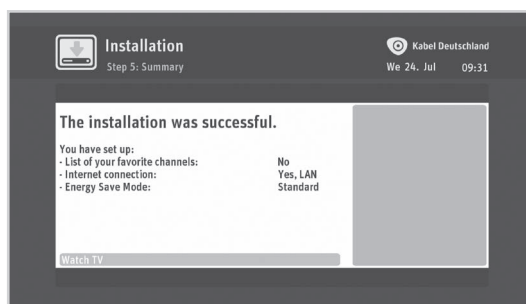 Installation
Kabel Deutschland
Step 5: Summary
We 24. Jul 09:31
The installation was successful.
You have set up:
- List of your favorite channels: No
- Internet connection: Yes, LAN
- Energy Save Mode: Standard
Watch TV